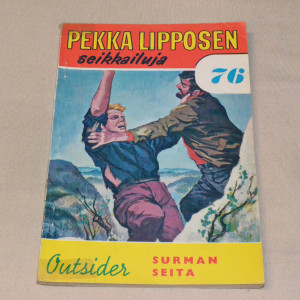 PEKKA LIPPOSEN
seikkailuja
76
Outsider
SURMAN
SEITA